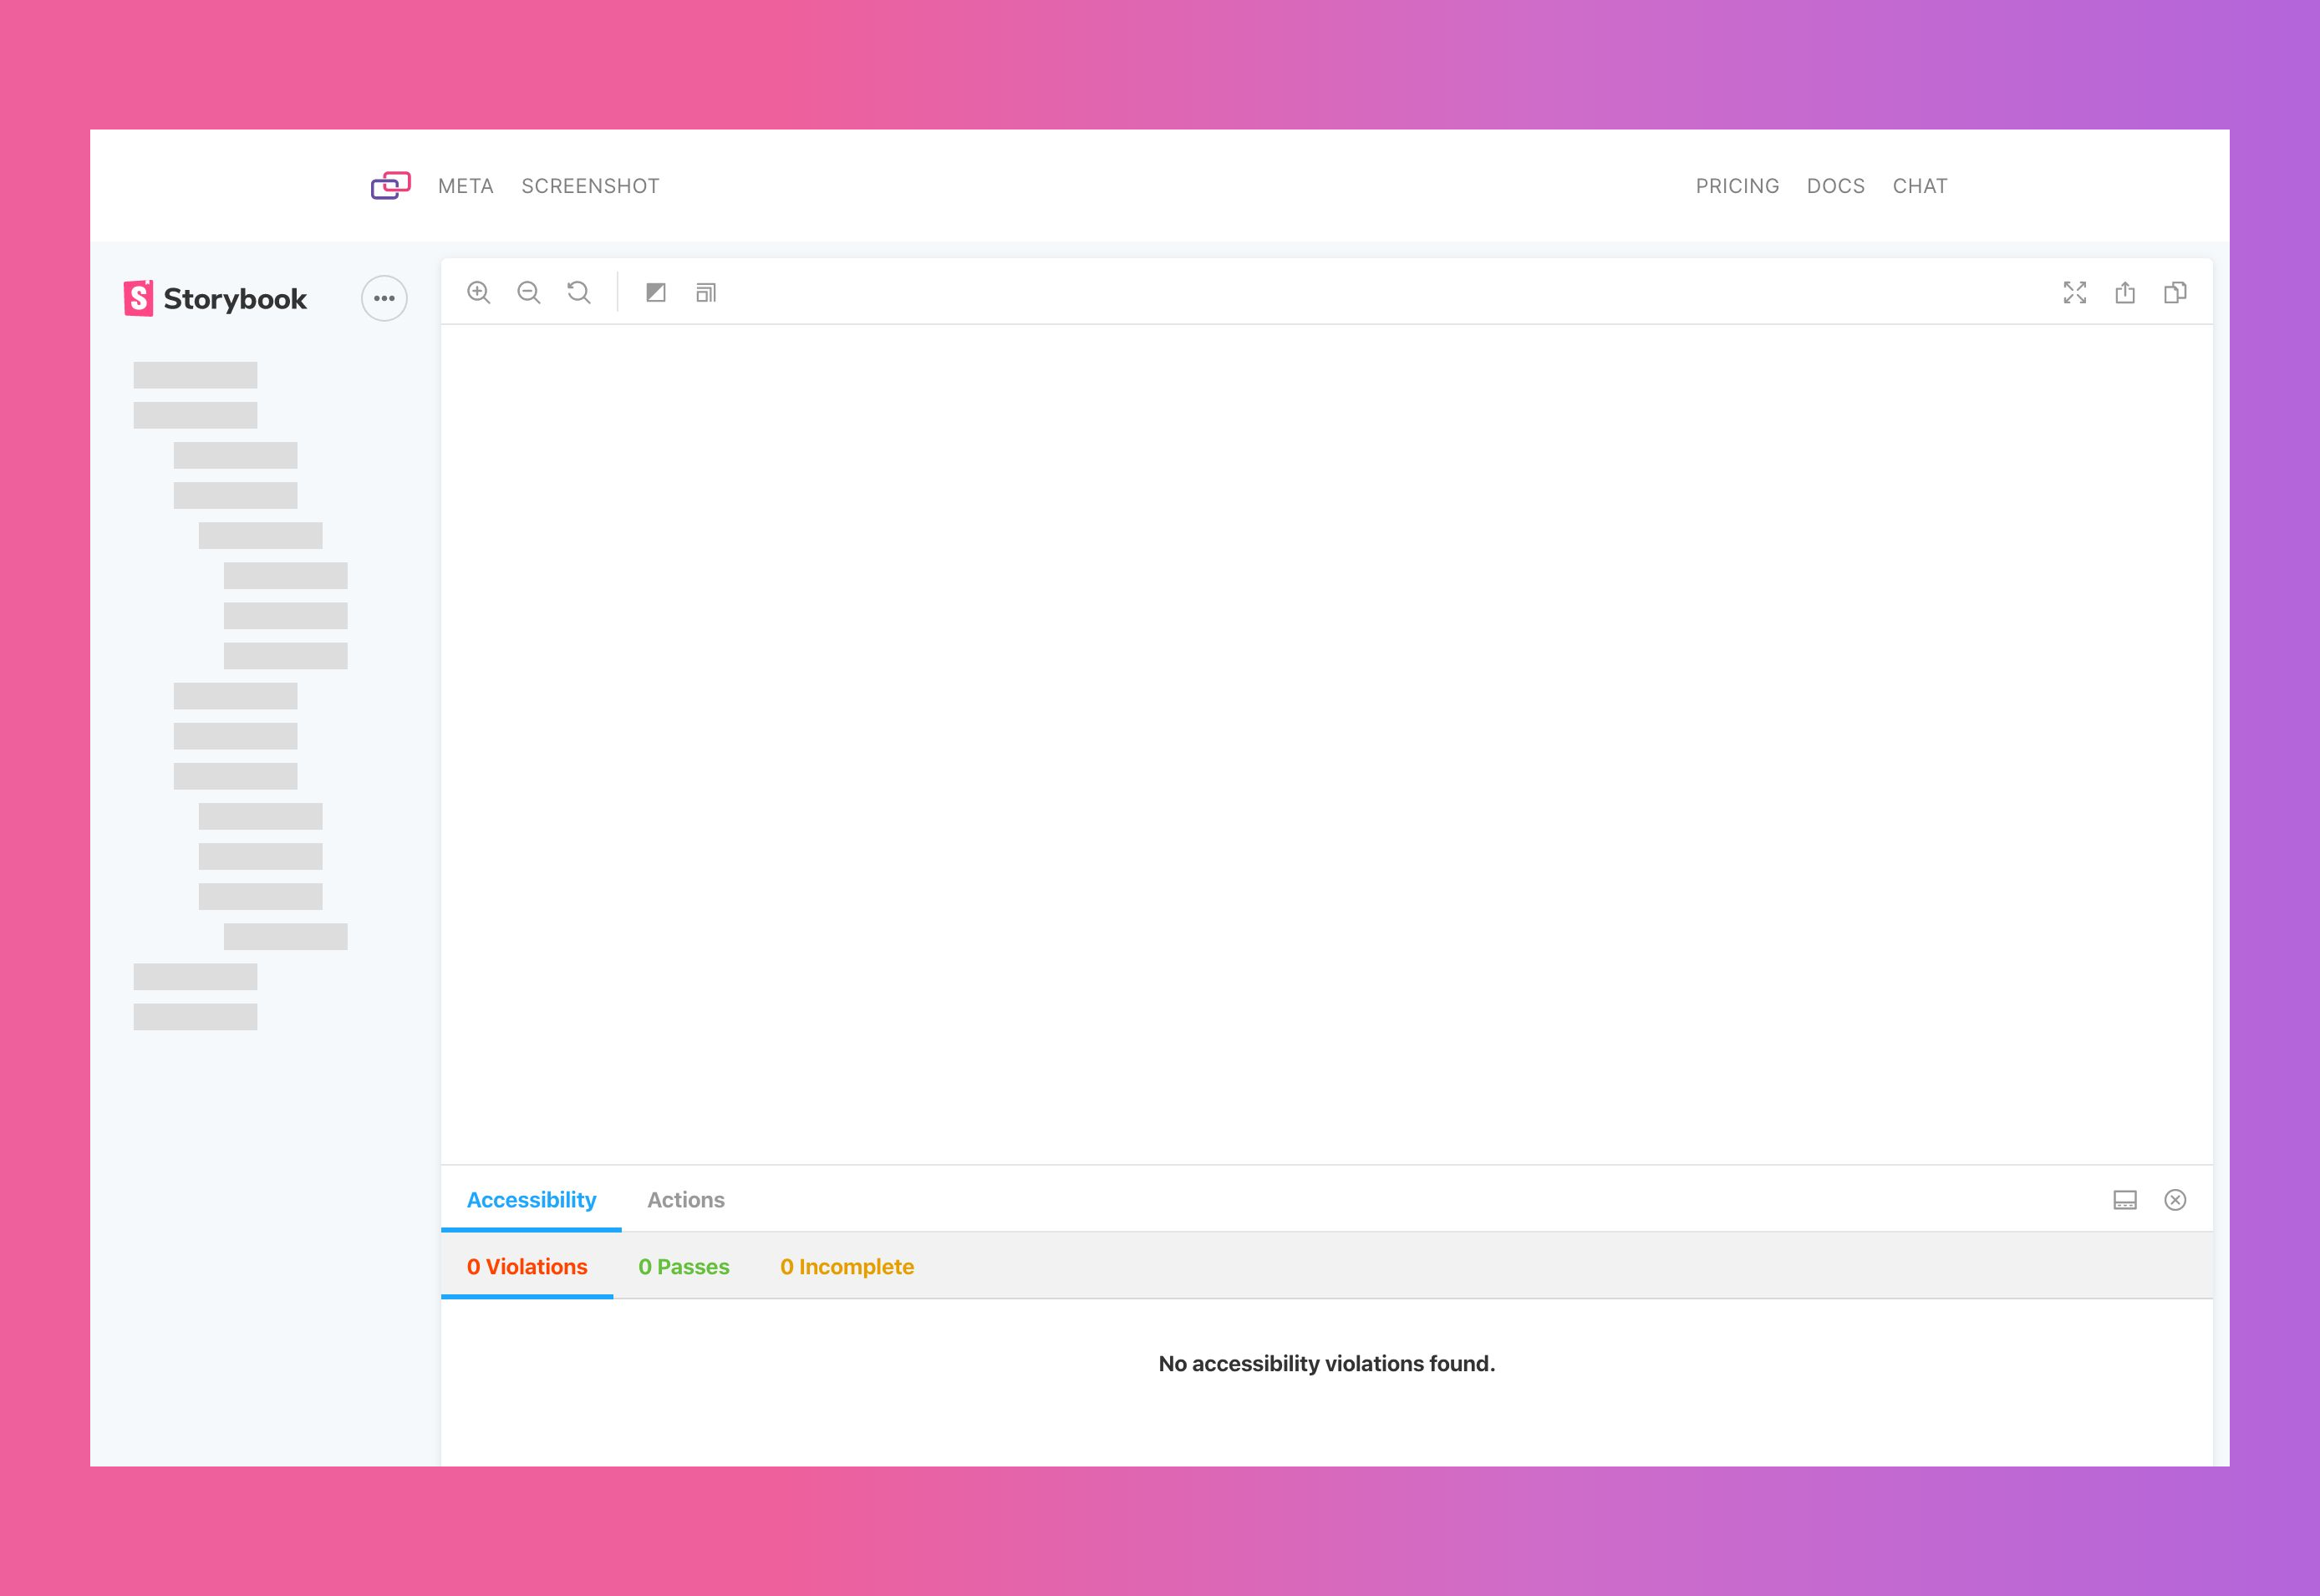 META SCREENSHOT PRICING DOCS CHAT
Storybook
Accessibility Actions
0 Violations 0 Passes 0 Incomplete
No accessibility violations found.